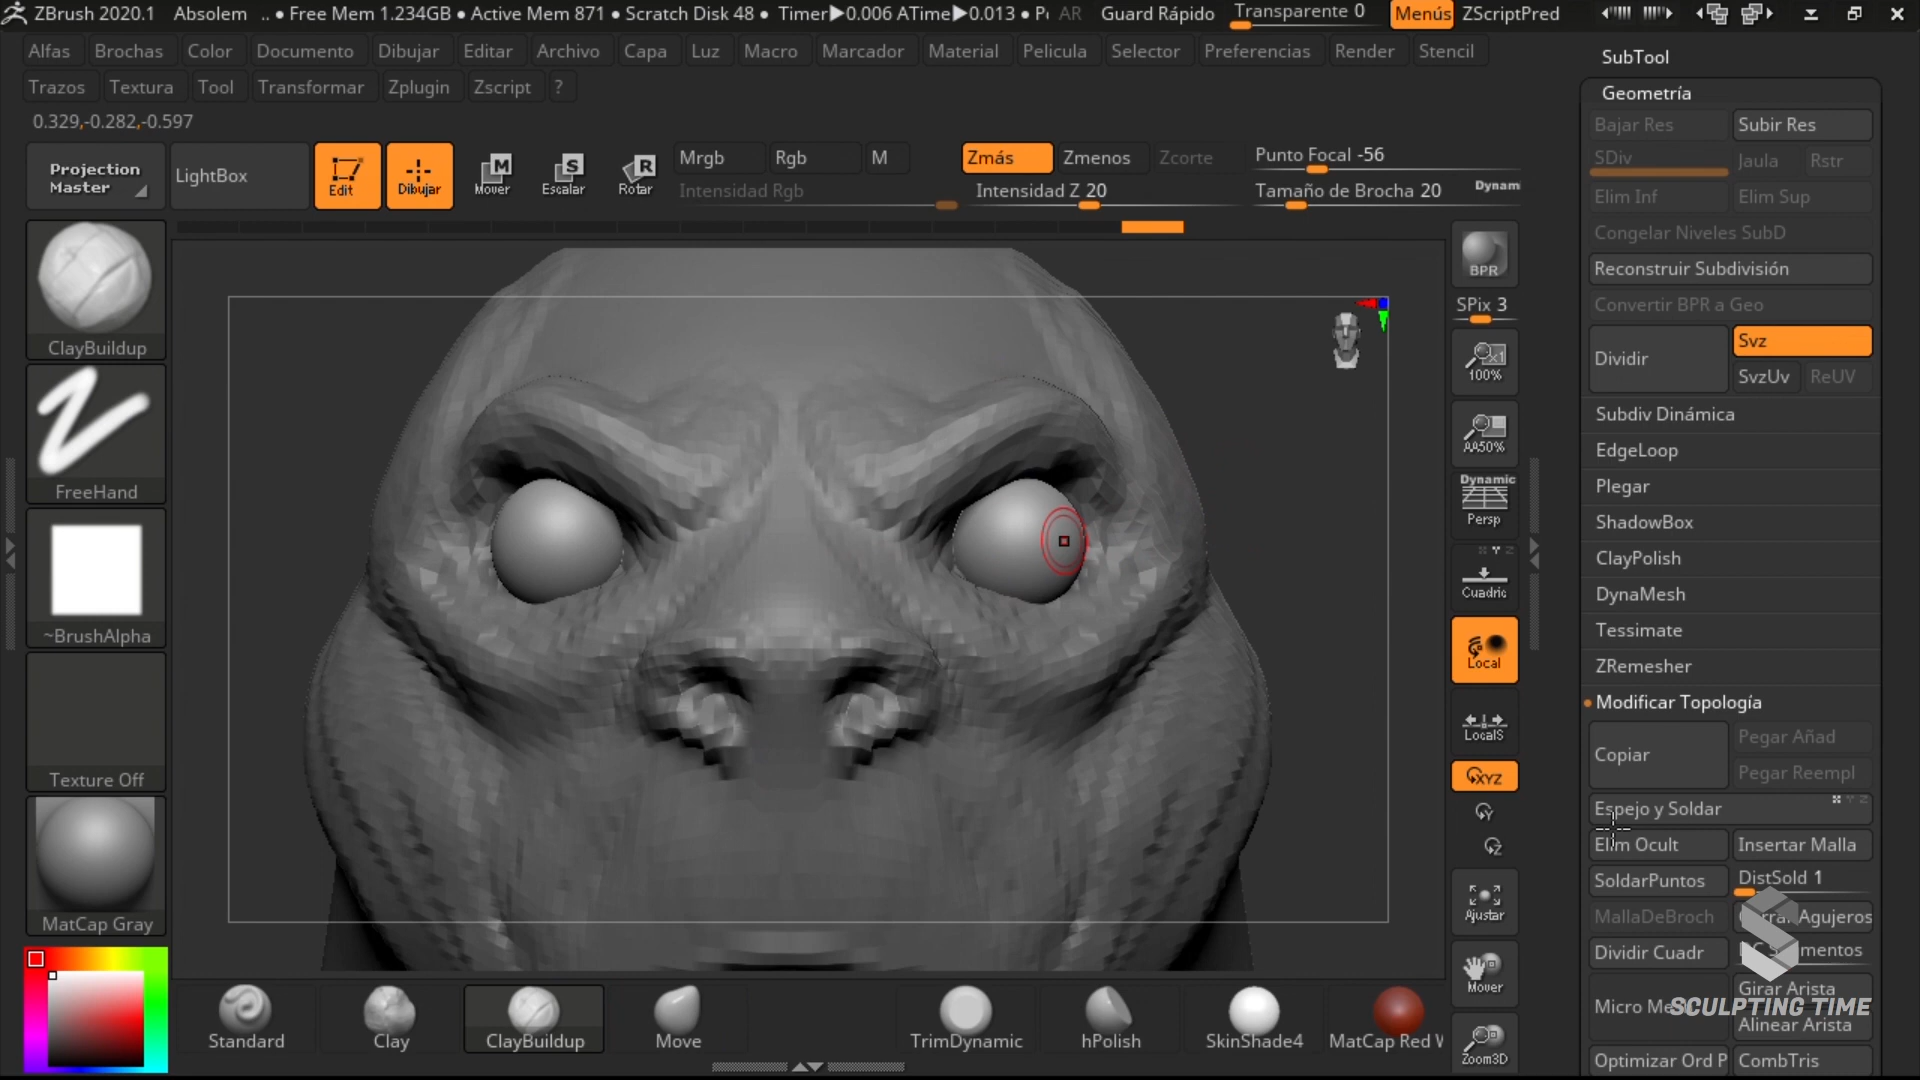 ZBrush 2020.1 Absolem .. • Free Mem 1.234GB • Active Mem 871 • Scratch Disk 48 • Timer▶0.006 ATime▶0.013 • AR Guard Rápido Transparente 0 Menús ZScriptPred
Alfas Brochas Color Documento Dibujar Editar Archivo Capa Luz Macro Marcador Material Pelicula Selector Preferencias Render Stencil
Trazos Textura Tool Transformar Zplugin Zscript ?
0.329,-0.282,-0.597
Projection Master
LightBox
Edit
Dibujar
M
Mover
S
Escalar
R
Rotar
Mrgb Rgb M
Intensidad Rgb
Zmás Zmenos Zcorte
Intensidad Z 20
Punto Focal -56
Tamaño de Brocha 20
Dynami
ClayBuildup
FreeHand
~BrushAlpha
Texture Off
MatCap Gray
BPR
SPix 3
x1
100%
AA50%
Dynamic
Persp
Cuadric
Local
LocalS
XYZ
Y
Z
Ajustar
Mover
Zoom3D
SubTool
Geometría
Bajar Res Subir Res
SDiv Jaula Rstr
Elim Inf Elim Sup
Congelar Niveles SubD
Reconstruir Subdivisión
Convertir BPR a Geo
Dividir Svz
SvzUv ReUV
Subdiv Dinámica
EdgeLoop
Plegar
ShadowBox
ClayPolish
DynaMesh
Tessimate
ZRemesher
Modificar Topología
Copiar Pegar Añad
Pegar Reempl
Espejo y Soldar
Elim Ocult Insertar Malla
SoldarPuntos DistSold 1
MallaDeBroch Agujeros
Dividir Cuadr
Girar Arista
Micro
SCULPTING TIME
Alinear Arista
Optimizar Ord P CombTris
Standard Clay ClayBuildup Move TrimDynamic hPolish SkinShade4 MatCap Red W